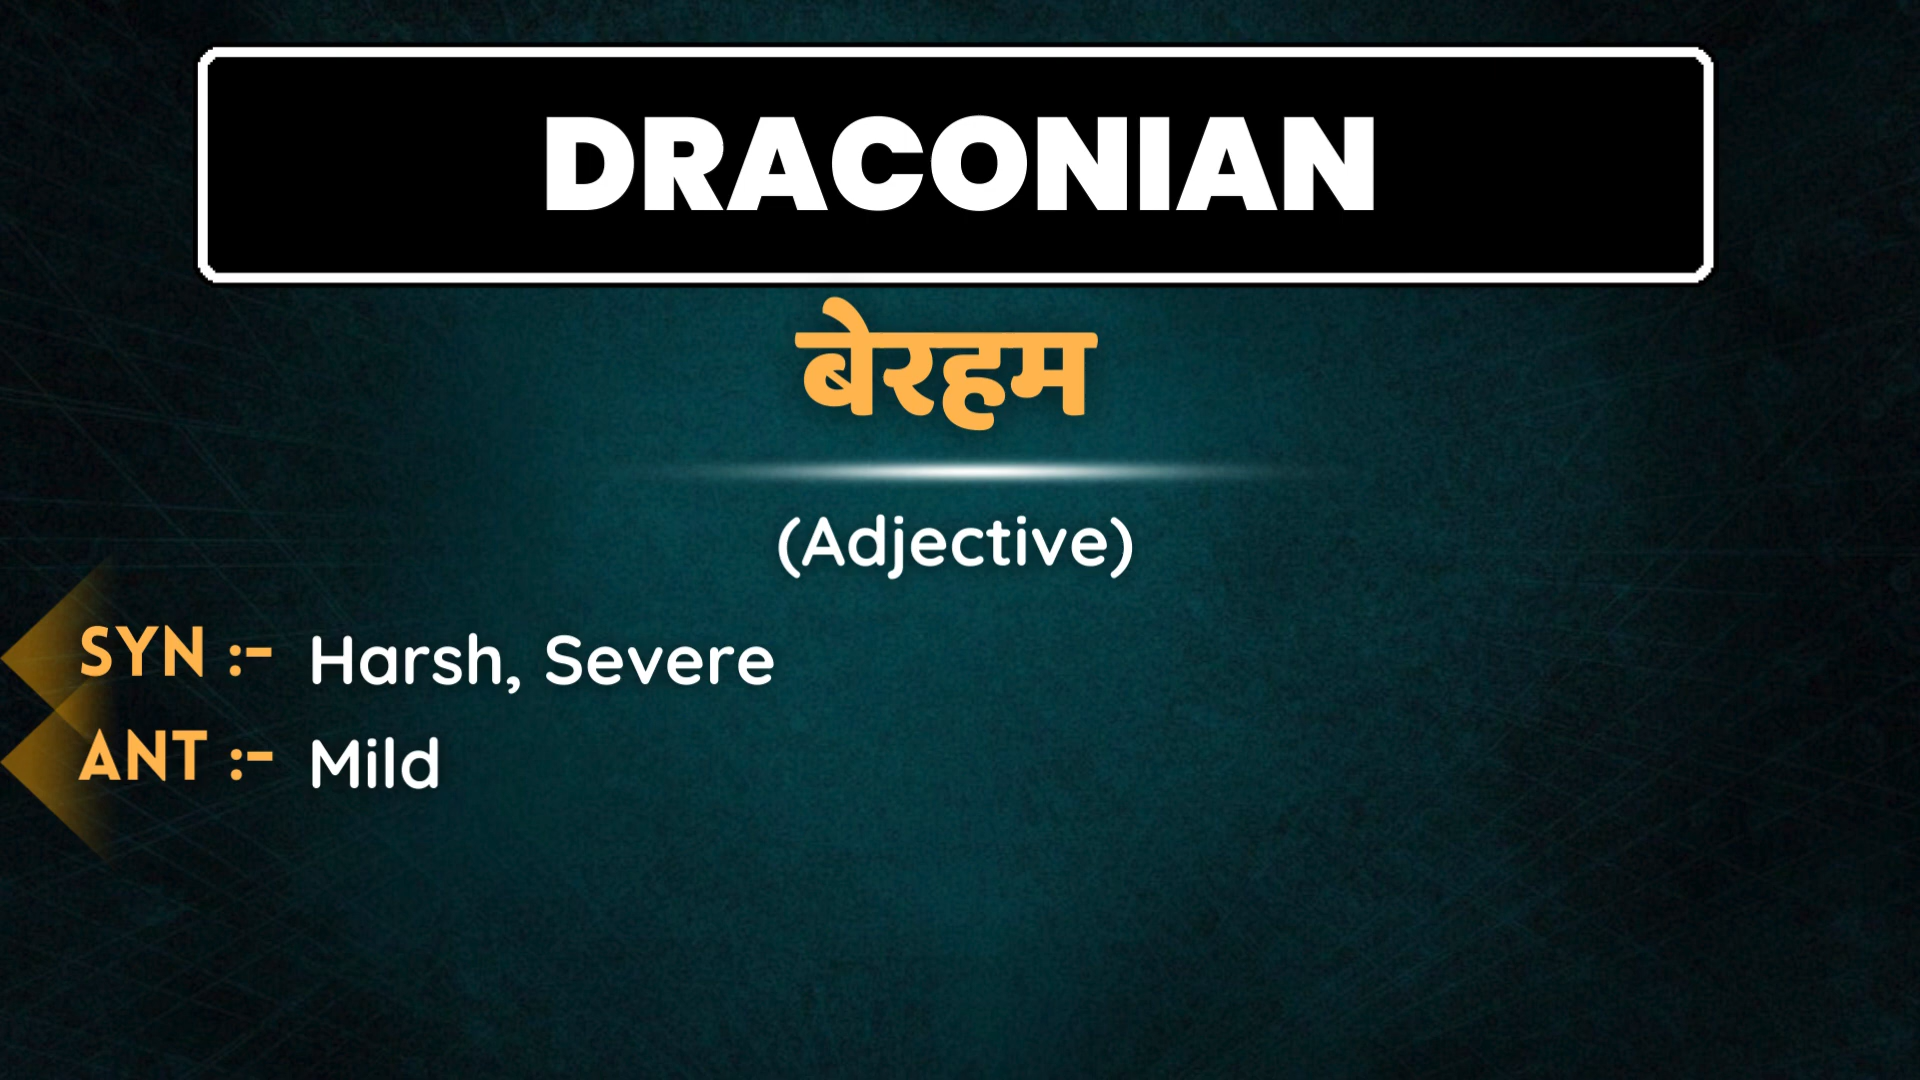 DRACONIAN
बेरहम
(Adjective)
SYN :- Harsh, Severe
ANT :- Mild